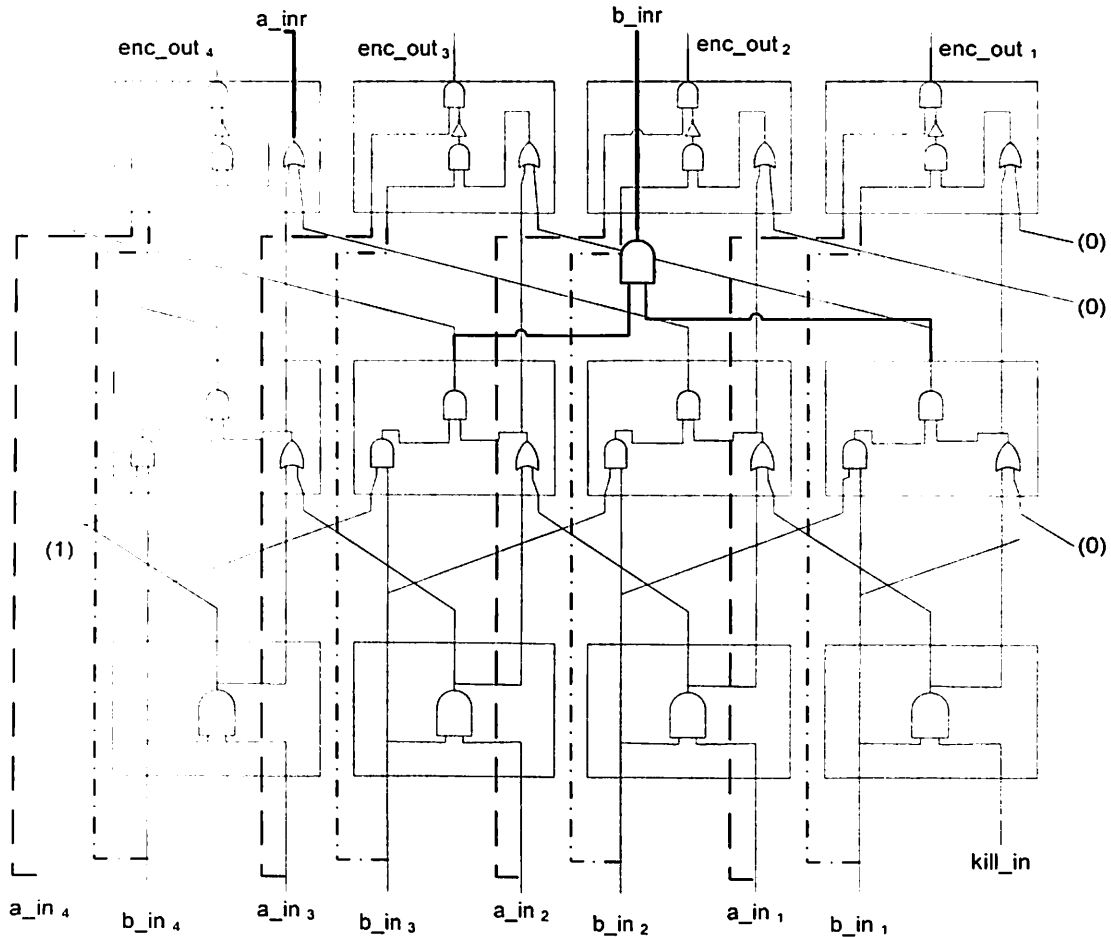 a_inr
b_inr
enc_out 4
enc_out 3
enc_out 2
enc_out 1
(0)
(0)
(1)
(0)
kill_in
a_in 4
b_in 4
a_in 3
b_in 3
a_in 2
b_in 2
a_in 1
b_in 1